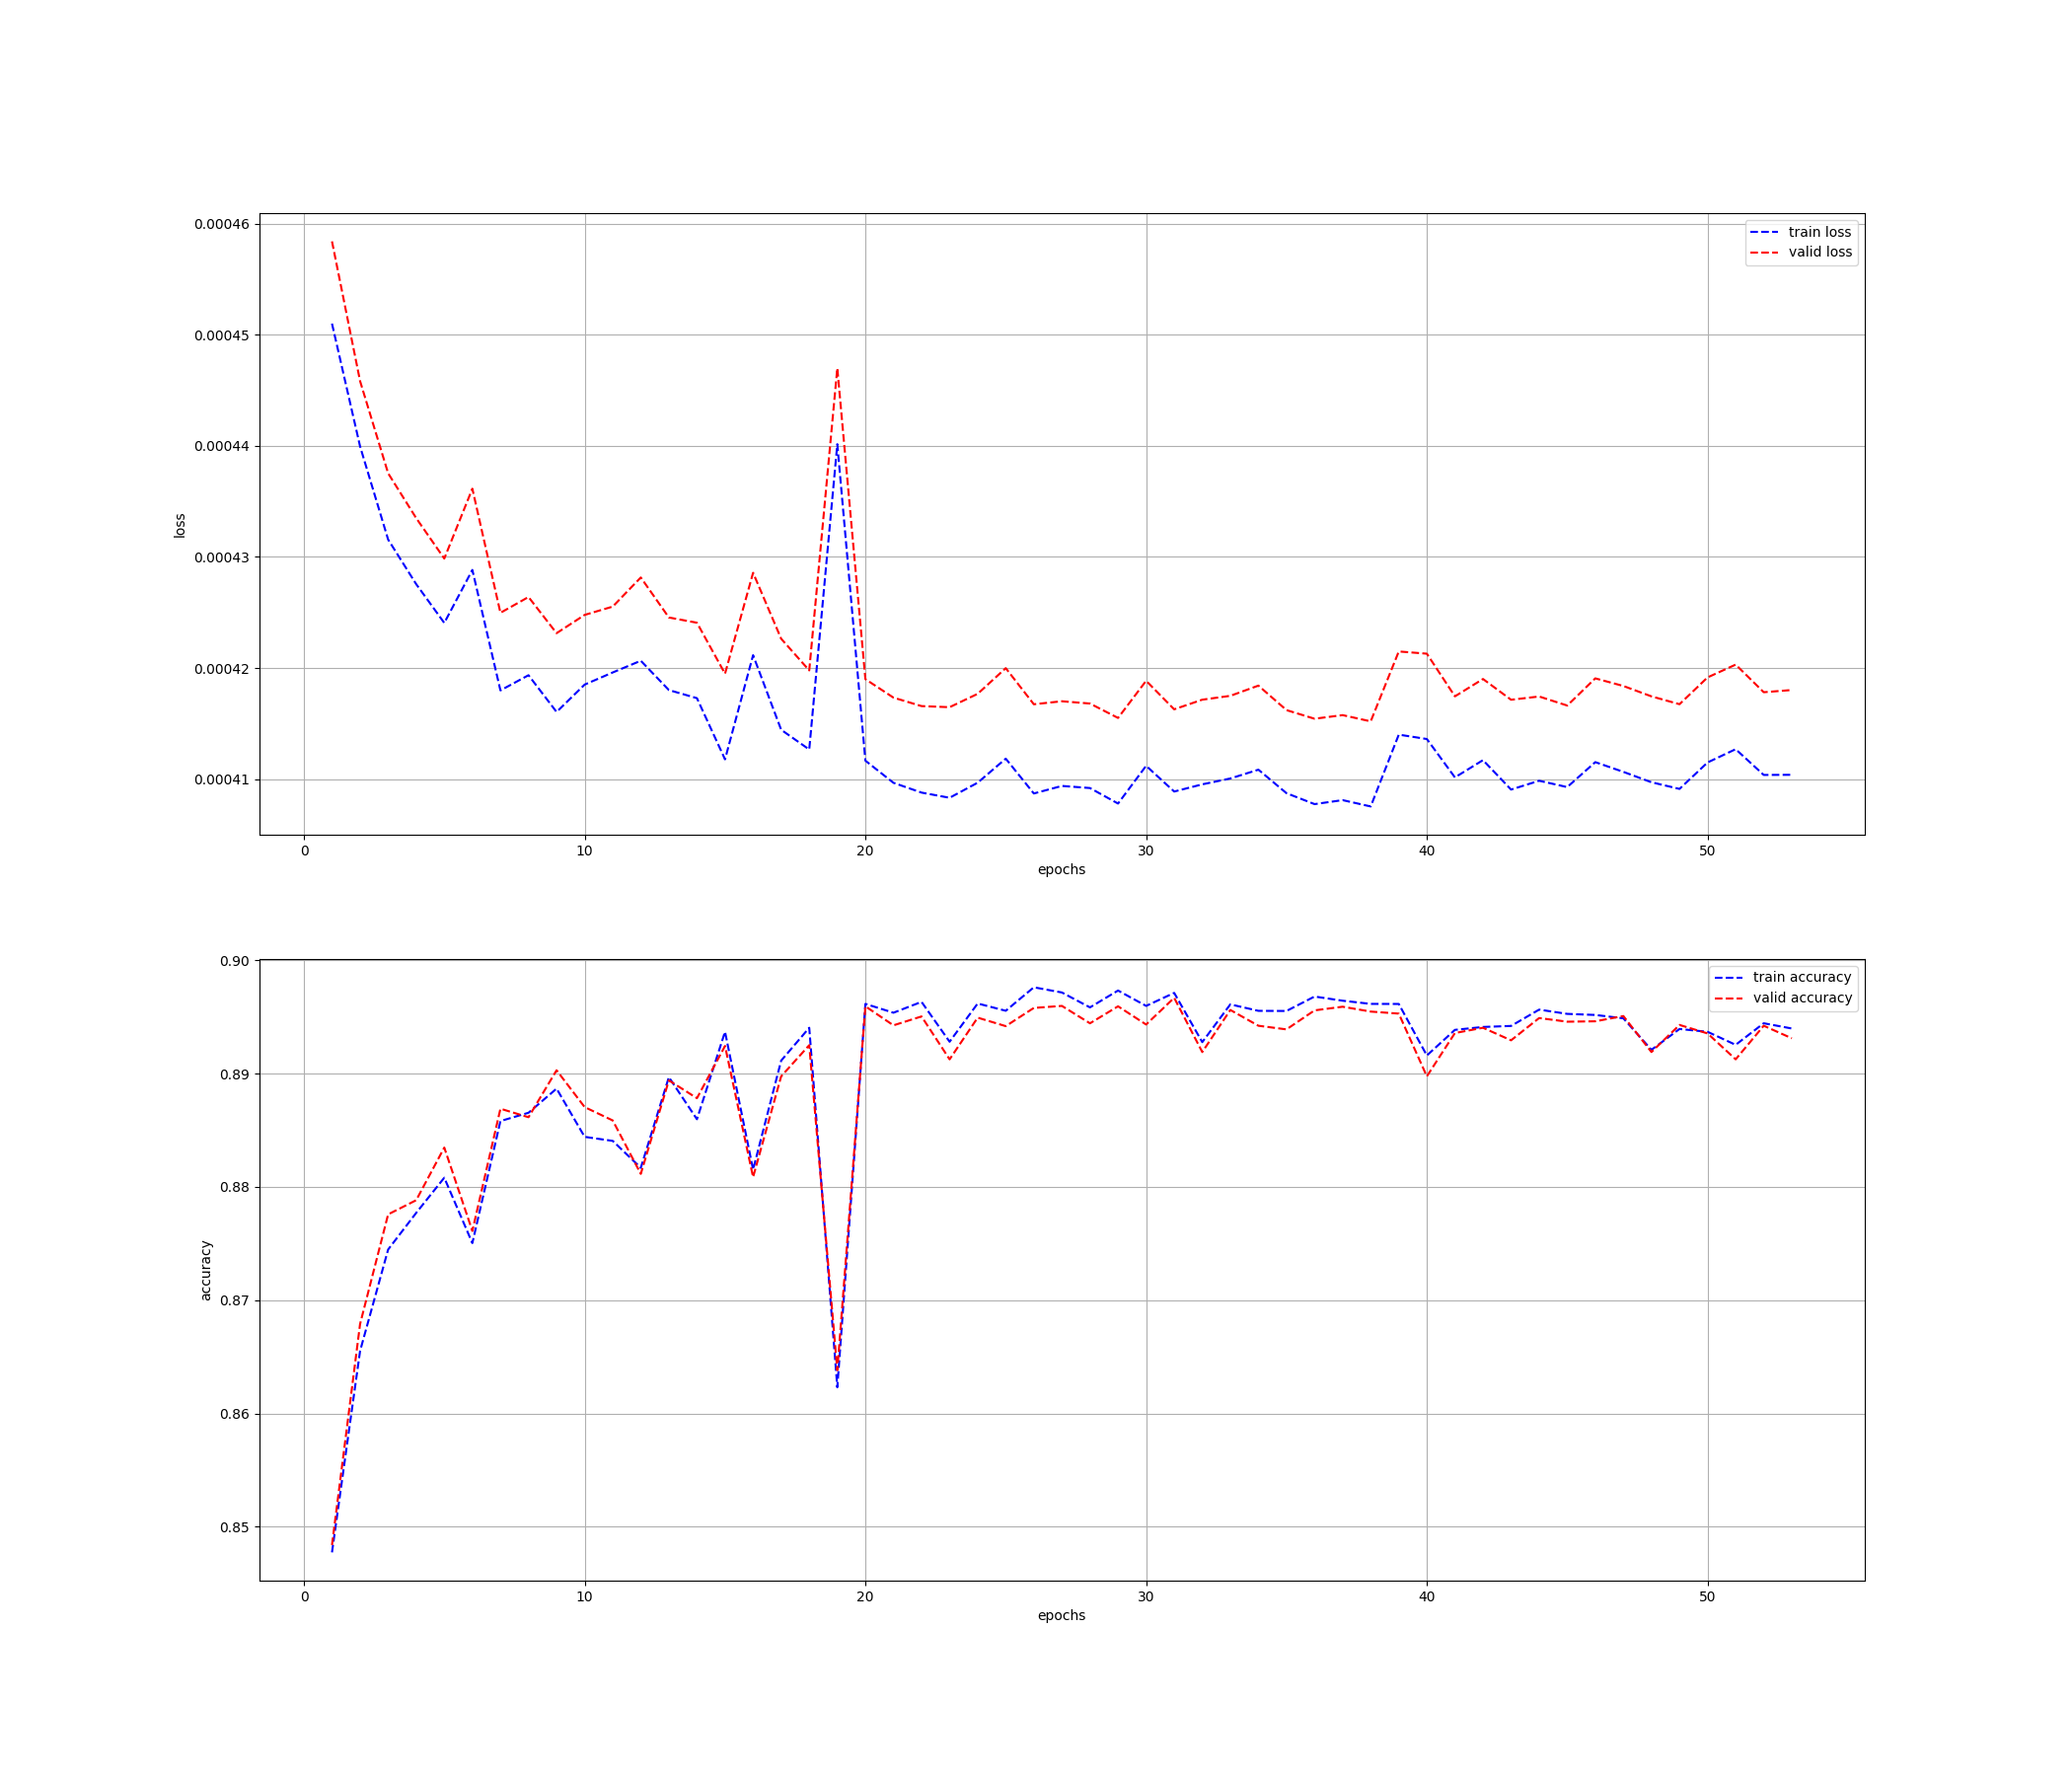 0.00046
0.00045
0.00044
0.00043
0.00042
0.00041
loss
train loss
valid loss
0 10 20 30 40 50
epochs
0.90
0.89
0.88
0.87
0.86
0.85
accuracy
train accuracy
valid accuracy
0 10 20 30 40 50
epochs